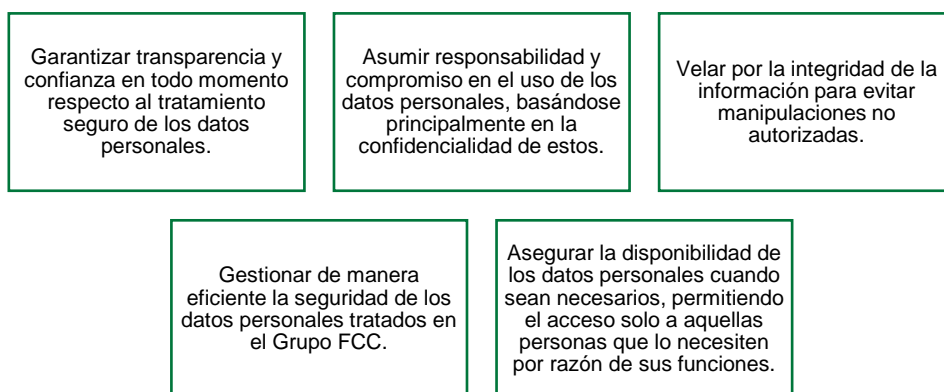 Garantizar transparencia y
confianza en todo momento
respecto al tratamiento
seguro de los datos
personales.
Asumir responsabilidad y
compromiso en el uso de los
datos personales, basándose
principalmente en la
confidencialidad de estos.
Velar por la integridad de la
información para evitar
manipulaciones no
autorizadas.
Gestionar de manera
eficiente la seguridad de los
datos personales tratados en
el Grupo FCC.
Asegurar la disponibilidad de
los datos personales cuando
sean necesarios, permitiendo
el acceso solo a aquellas
personas que lo necesiten
por razón de sus funciones.